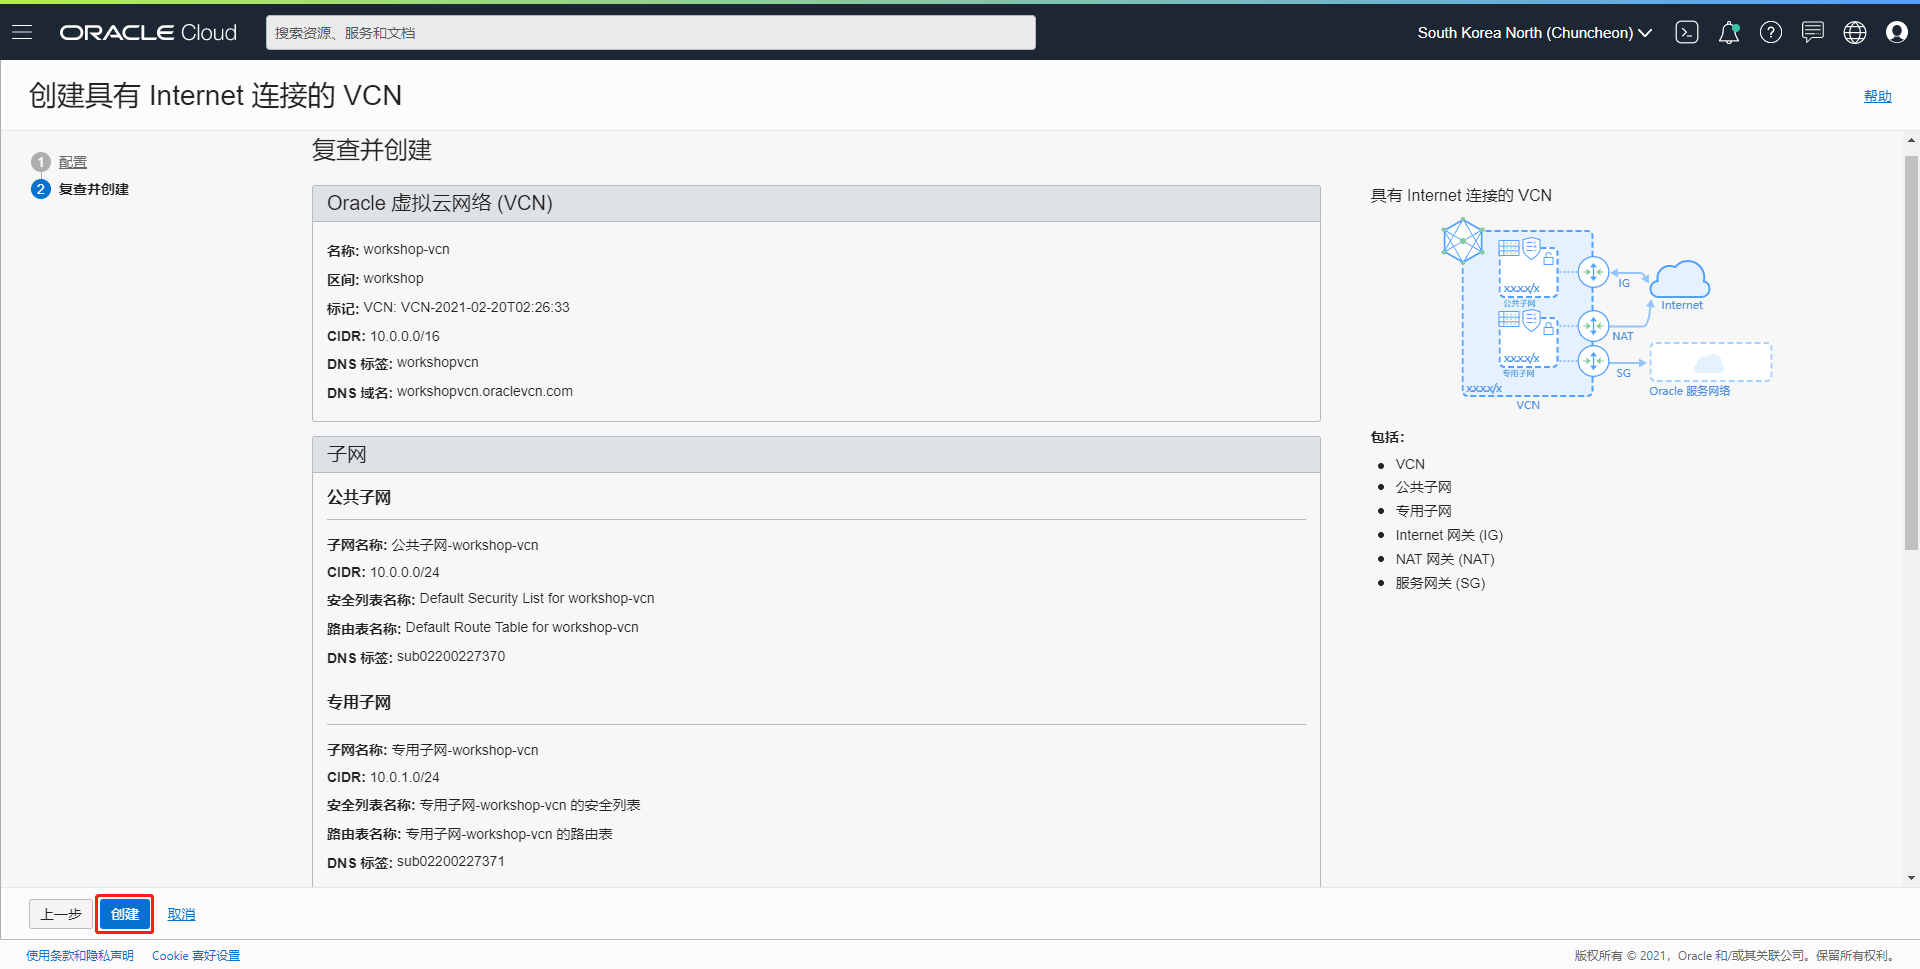 ORACLE Cloud
搜索资源、服务和文档
South Korea North (Chuncheon)
创建具有 Internet 连接的 VCN
帮助
1 配置
2 复查并创建
复查并创建
Oracle 虚拟云网络 (VCN)
名称: workshop-vcn
区间: workshop
标记: VCN: VCN-2021-02-20T02:26:33
CIDR: 10.0.0.0/16
DNS 标签: workshopvcn
DNS 域名: workshopvcn.oraclevcn.com
子网
公共子网
子网名称: 公共子网-workshop-vcn
CIDR: 10.0.0.0/24
安全列表名称: Default Security List for workshop-vcn
路由表名称: Default Route Table for workshop-vcn
DNS 标签: sub02200227370
专用子网
子网名称: 专用子网-workshop-vcn
CIDR: 10.0.1.0/24
安全列表名称: 专用子网-workshop-vcn 的安全列表
路由表名称: 专用子网-workshop-vcn 的路由表
DNS 标签: sub02200227371
具有 Internet 连接的 VCN
xxxx/x
公共子网
IG
Internet
NAT
xxxx/x
专用子网
SG
xxxx/x
Oracle 服务网络
VCN
包括:
VCN
公共子网
专用子网
Internet 网关 (IG)
NAT 网关 (NAT)
服务网关 (SG)
上一步 创建 取消
使用条款和隐私声明 Cookie 喜好设置
版权所有 © 2021，Oracle 和/或其关联公司。保留所有权利。